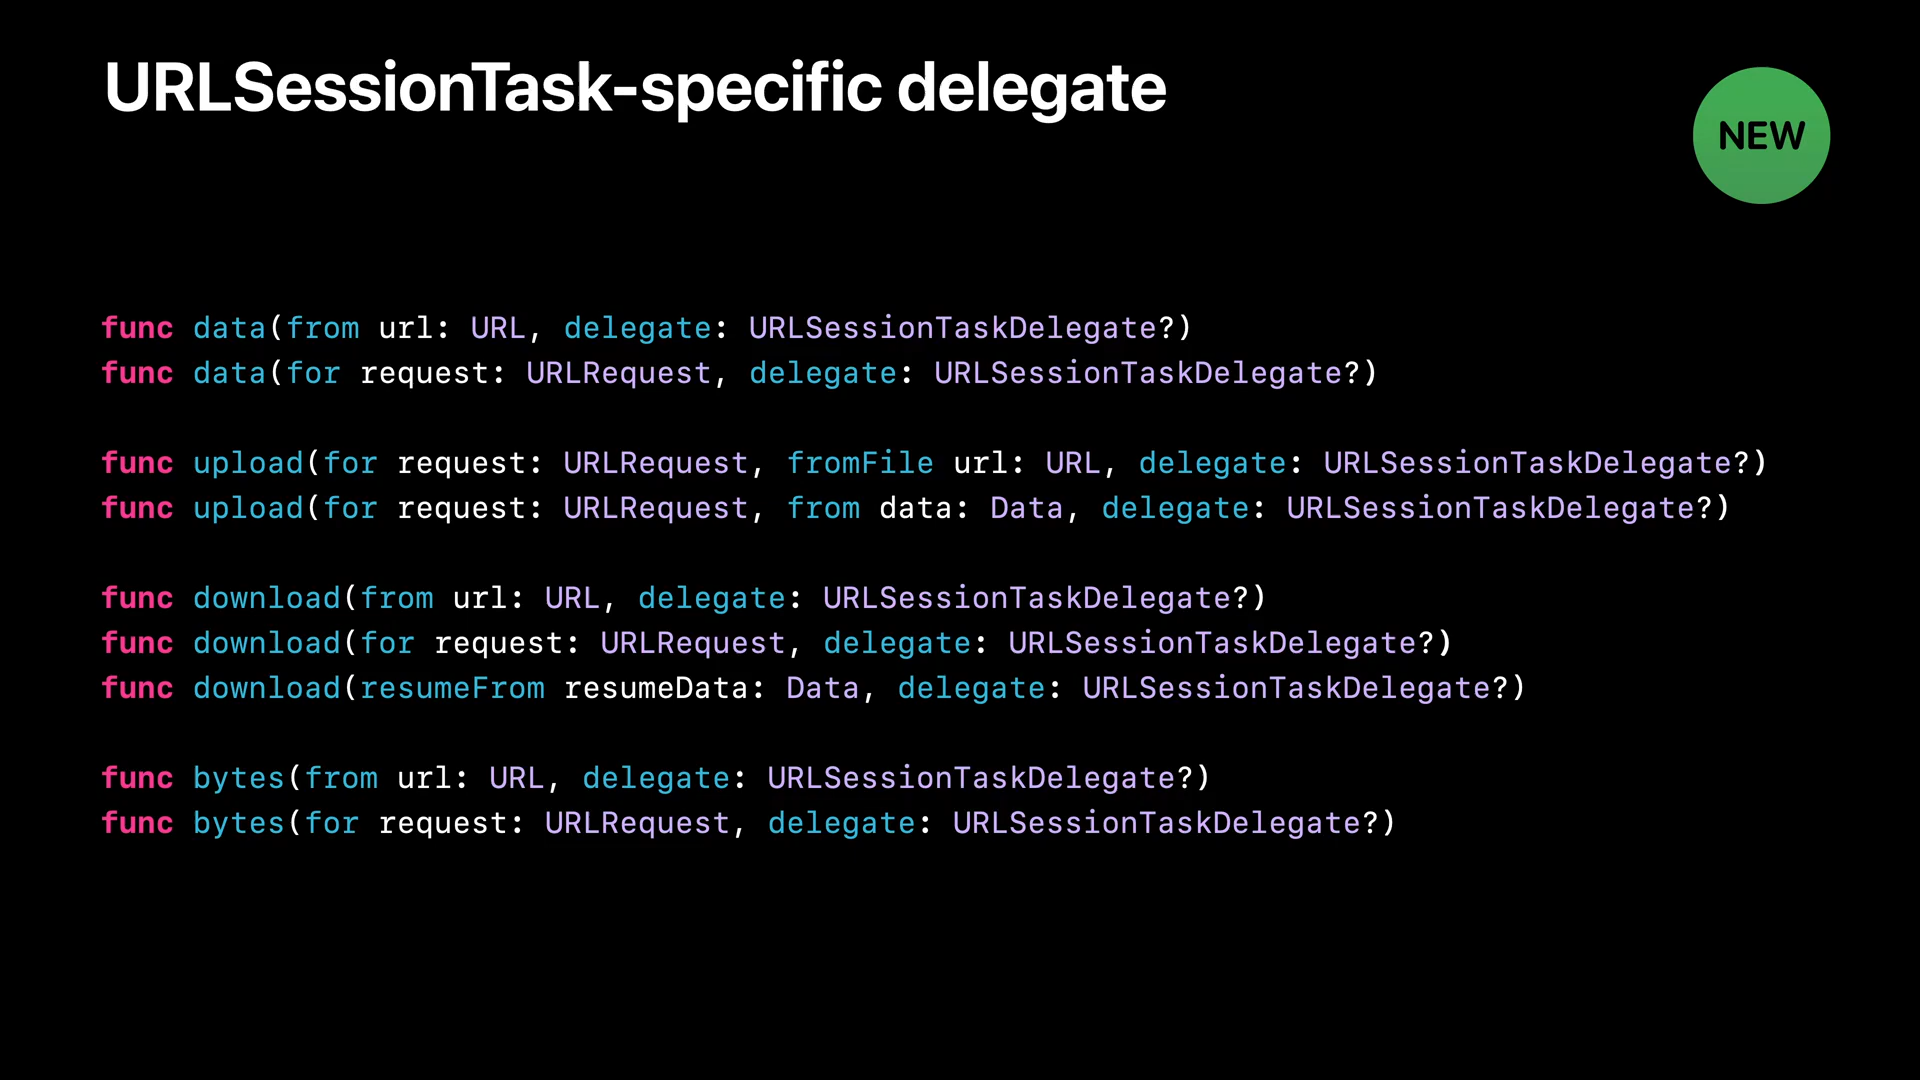 URLSessionTask-specific delegate
NEW
func data(from url: URL, delegate: URLSessionTaskDelegate?)
func data(for request: URLRequest, delegate: URLSessionTaskDelegate?)
func upload(for request: URLRequest, fromFile url: URL, delegate: URLSessionTaskDelegate?)
func upload(for request: URLRequest, from data: Data, delegate: URLSessionTaskDelegate?)
func download(from url: URL, delegate: URLSessionTaskDelegate?)
func download(for request: URLRequest, delegate: URLSessionTaskDelegate?)
func download(resumeFrom resumeData: Data, delegate: URLSessionTaskDelegate?)
func bytes(from url: URL, delegate: URLSessionTaskDelegate?)
func bytes(for request: URLRequest, delegate: URLSessionTaskDelegate?)